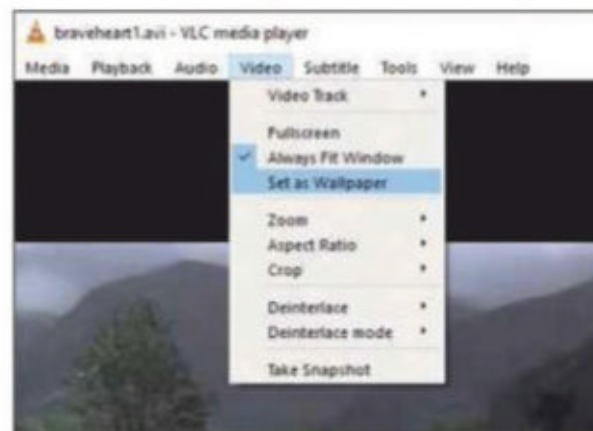 braveheart1.avi - VLC media player
Media Playback Audio Video Subtitle Tools View Help
Video Track
Fullscreen
Always Fit Window
Set as Wallpaper
Zoom
Aspect Ratio
Crop
Deinterlace
Deinterlace mode
Take Snapshot